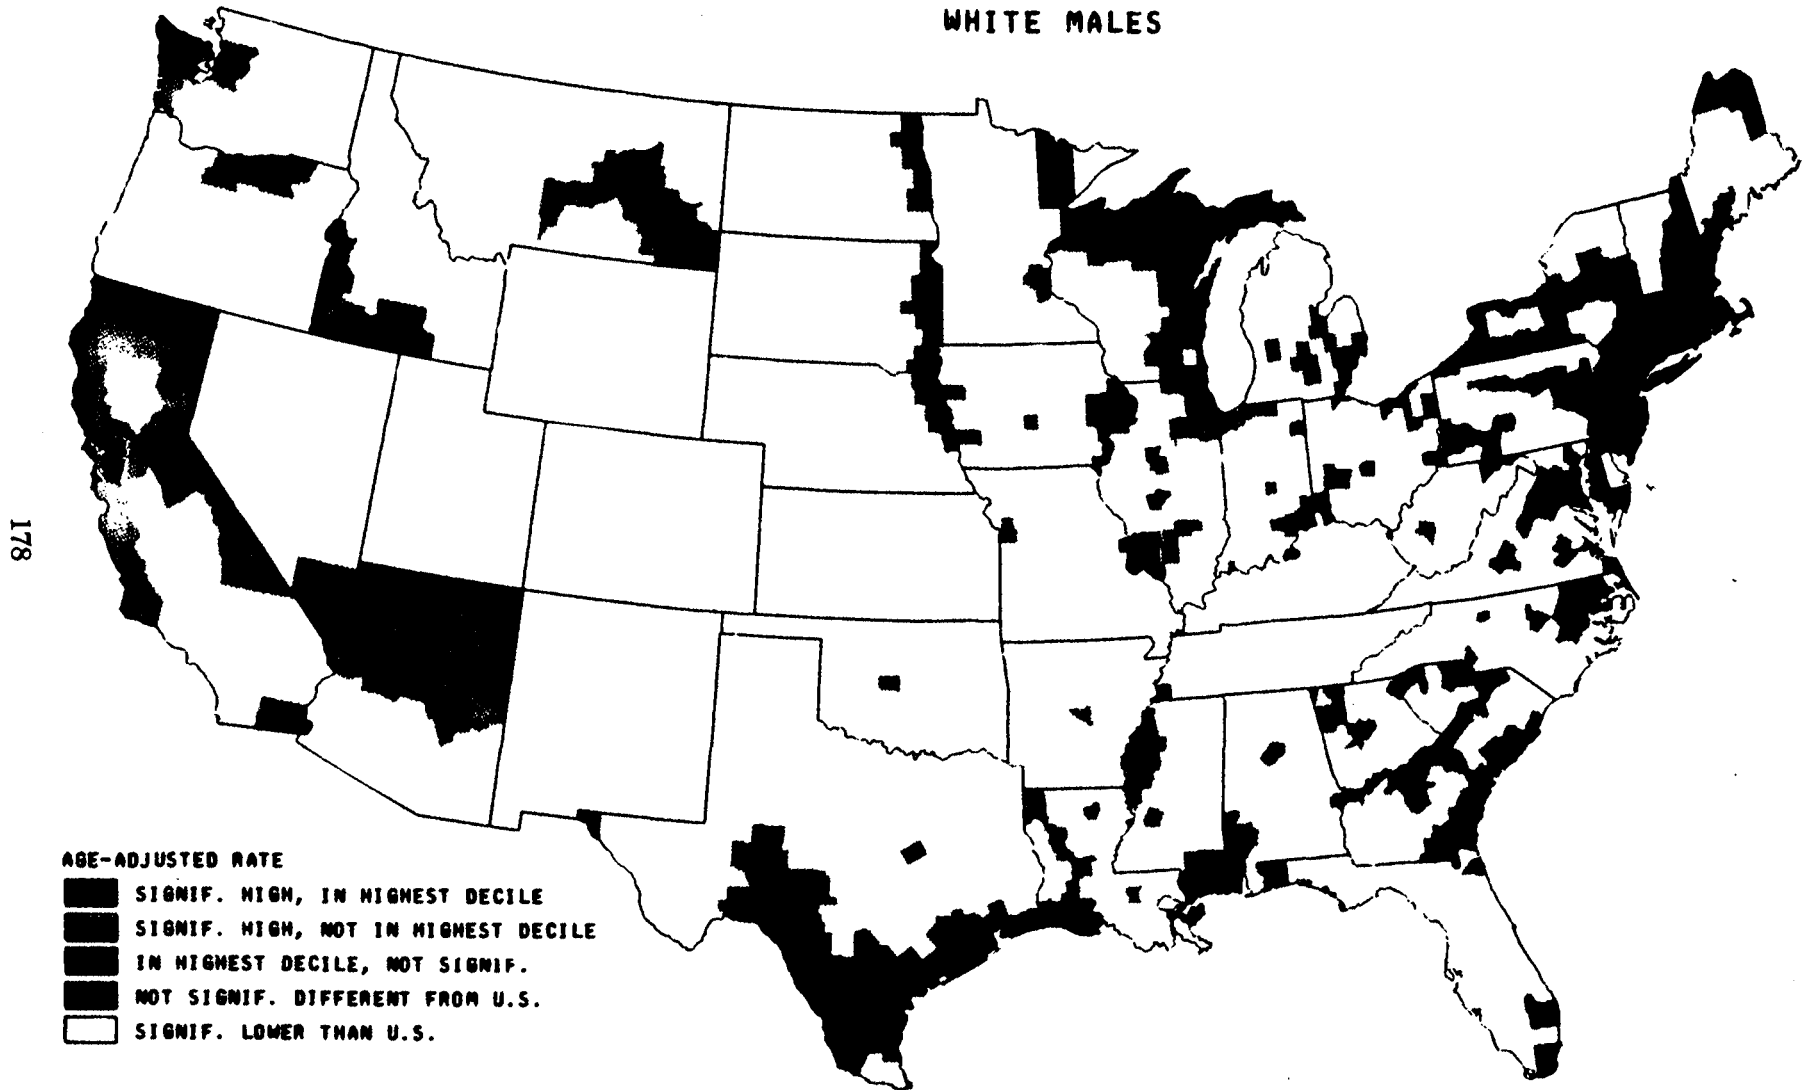 WHITE MALES
178
AGE-ADJUSTED RATE
SIGNIF. HIGH, IN HIGHEST DECILE
SIGNIF. HIGH, NOT IN HIGHEST DECILE
IN HIGHEST DECILE, NOT SIGNIF.
NOT SIGNIF. DIFFERENT FROM U.S.
SIGNIF. LOWER THAN U.S.